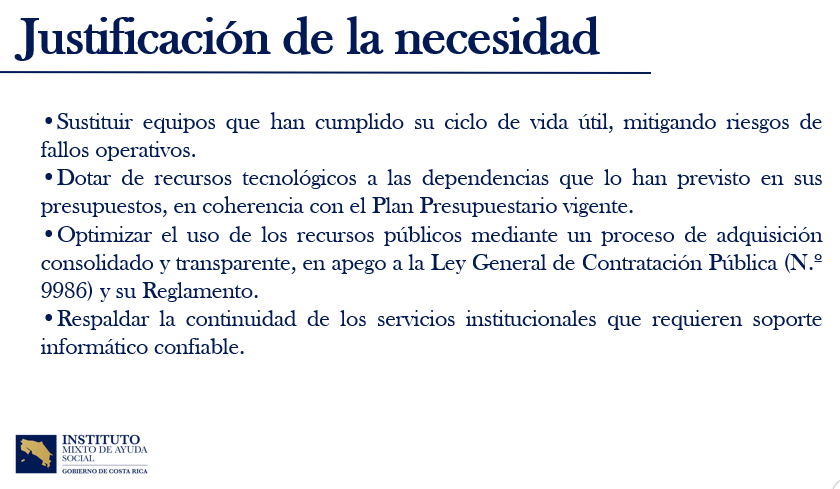 Justificación de la necesidad
•Sustituir equipos que han cumplido su ciclo de vida útil, mitigando riesgos de
fallos operativos.
•Dotar de recursos tecnológicos a las dependencias que lo han previsto en sus
presupuestos, en coherencia con el Plan Presupuestario vigente.
•Optimizar el uso de los recursos públicos mediante un proceso de adquisición
consolidado y transparente, en apego a la Ley General de Contratación Pública (N.º
9986) y su Reglamento.
•Respaldar la continuidad de los servicios institucionales que requieren soporte
informático confiable.
INSTITUTO
MIXTO DE AYUDA
SOCIAL
GOBIERNO DE COSTA RICA